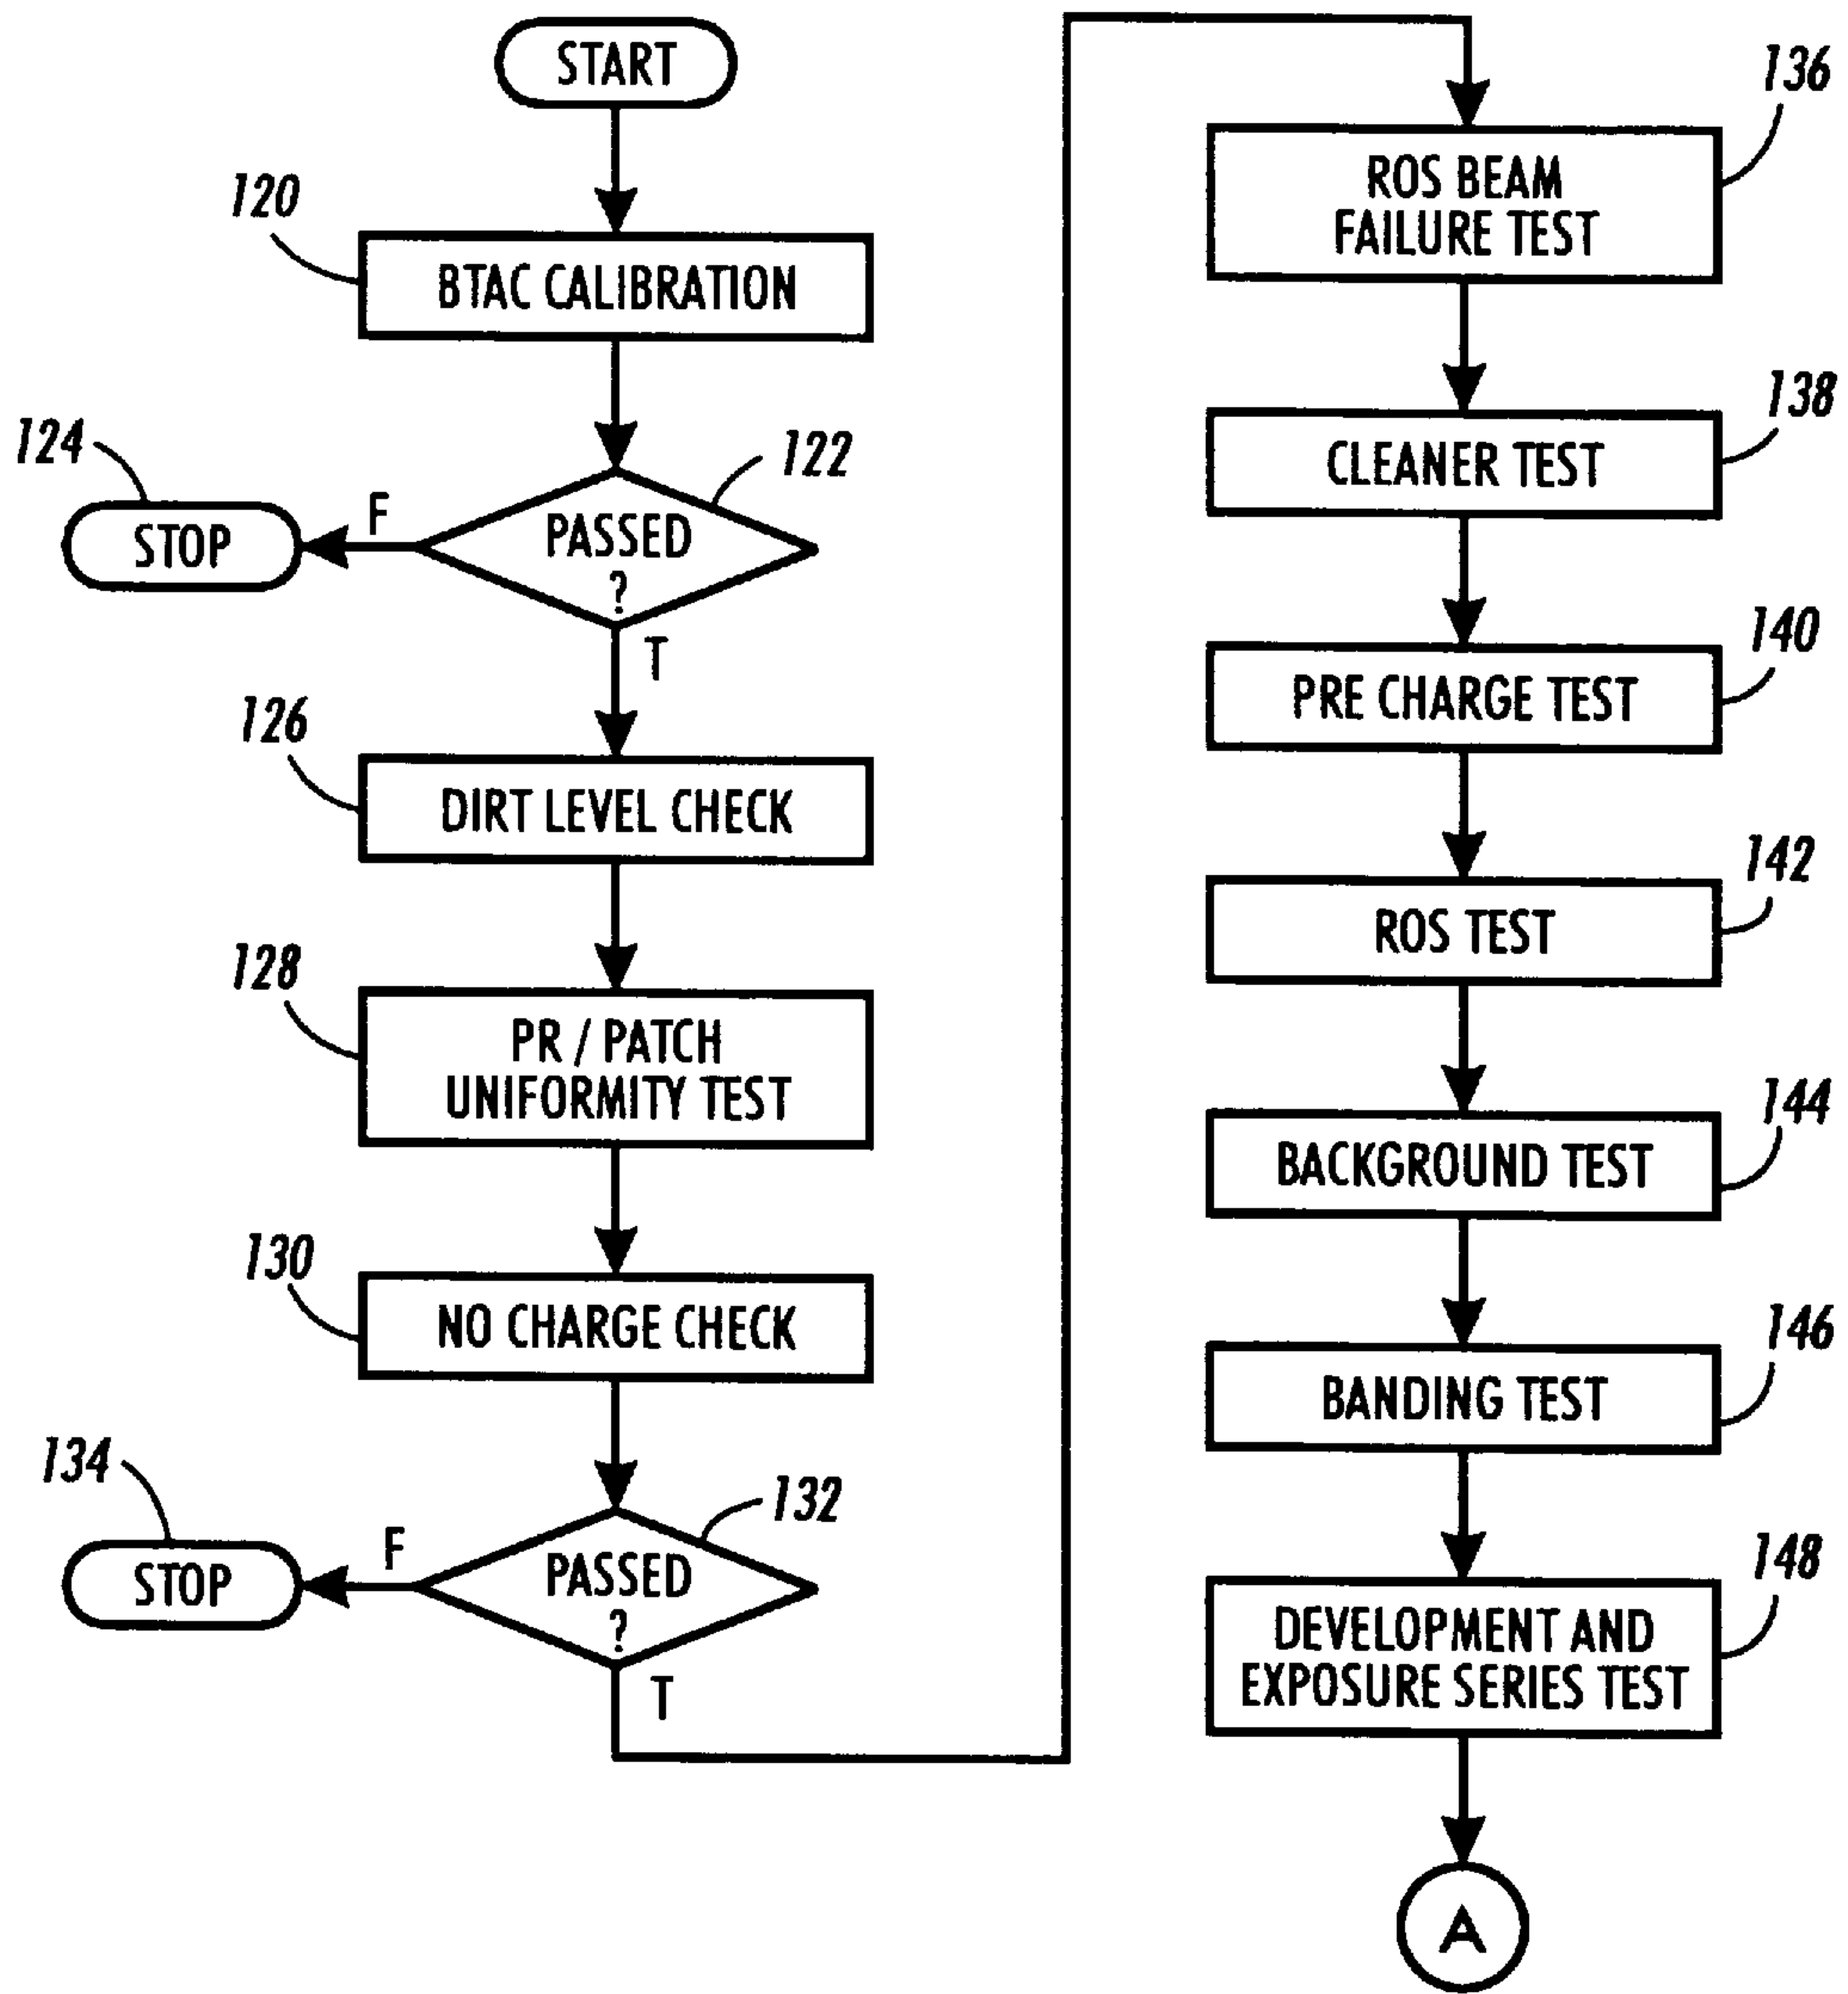 START
120
BTAC CALIBRATION
124
122
STOP
F
PASSED
?
T
126
DIRT LEVEL CHECK
128
PR / PATCH
UNIFORMITY TEST
130
NO CHARGE CHECK
134
132
STOP
F
PASSED
?
T
136
ROS BEAM
FAILURE TEST
138
CLEANER TEST
140
PRE CHARGE TEST
142
ROS TEST
144
BACKGROUND TEST
146
BANDING TEST
148
DEVELOPMENT AND
EXPOSURE SERIES TEST
A